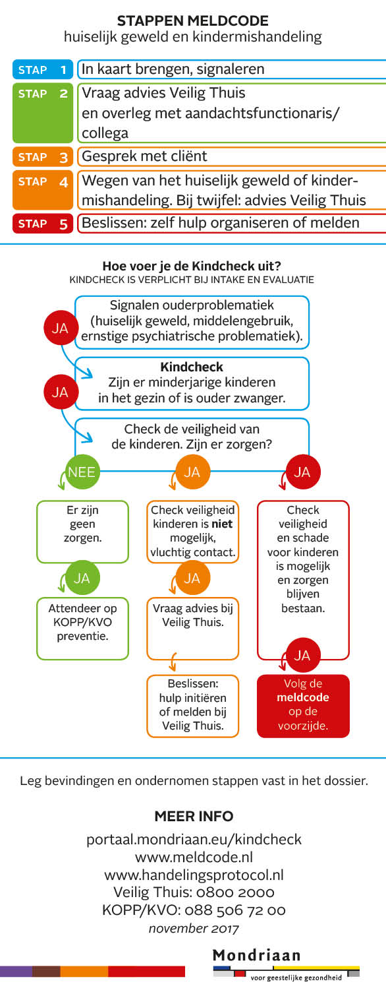 STAPPEN MELDCODE
huiselijk geweld en kindermishandeling
STAP 1 In kaart brengen, signaleren
STAP 2 Vraag advies Veilig Thuis
en overleg met aandachtsfunctionaris/
collega
STAP 3 Gesprek met cliënt
STAP 4 Wegen van het huiselijk geweld of kinder-
mishandeling. Bij twijfel: advies Veilig Thuis
STAP 5 Beslissen: zelf hulp organiseren of melden
Hoe voer je de Kindcheck uit?
KINDCHECK IS VERPLICHT BIJ INTAKE EN EVALUATIE
Signalen ouderproblematiek
(huiselijk geweld, middelengebruik,
ernstige psychiatrische problematiek).
JA
Kindcheck
Zijn er minderjarige kinderen
in het gezin of is ouder zwanger.
JA
Check de veiligheid van
de kinderen. Zijn er zorgen?
NEE
Er zijn
geen
zorgen.
JA
Attendeer op
KOPP/KVO
preventie.
JA
Check veiligheid
kinderen is niet
mogelijk,
vluchtig contact.
JA
Vraag advies bij
Veilig Thuis.
Beslissen:
hulp initiëren
of melden bij
Veilig Thuis.
JA
Check
veiligheid
en schade
voor kinderen
is mogelijk
en zorgen
blijven
bestaan.
JA
Volg de
meldcode
op de
voorzijde.
Leg bevindingen en ondernomen stappen vast in het dossier.
MEER INFO
portaal.mondriaan.eu/kindcheck
www.meldcode.nl
www.handelingsprotocol.nl
Veilig Thuis: 0800 2000
KOPP/KVO: 088 506 72 00
november 2017
Mondriaan
voor geestelijke gezondheid